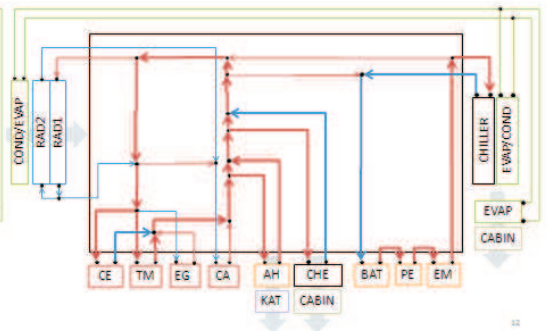 COND/EVAP
RAD2
RAD1
CHILLER
EVAP/COND
EVAP
CABIN
CE
TM
EG
CA
AH
CHE
BAT
PE
EM
KAT
CABIN